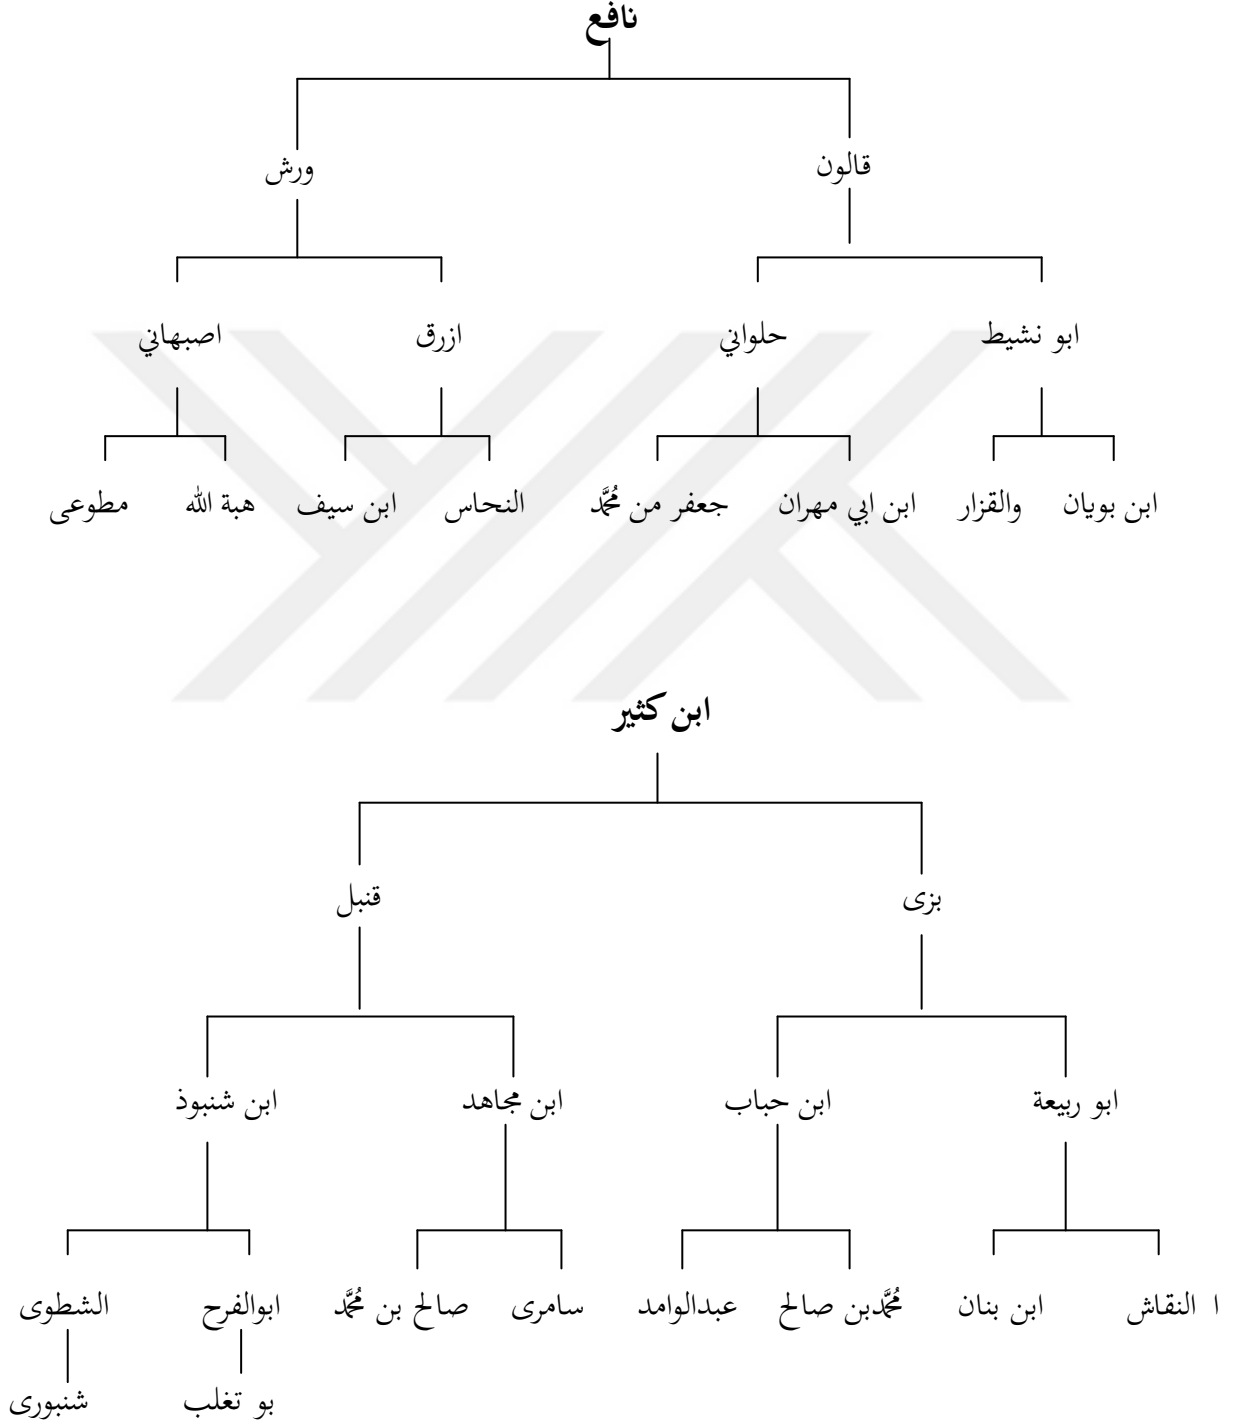 نافع
قالون ورش
ابو نشيط حلواني ازرق اصبهاني
ابن بويان والقزار ابن ابي مهران جعفر من مُحَمَّد النحاس ابن سيف هبة الله مطوعى
ابن كثير
بزى قنبل
ابو ربيعة ابن حباب ابن مجاهد ابن شنبوذ
ا النقاش ابن بنان مُحَمَّدبن صالح عبدالوامد سامرى صالح بن مُحَمَّد ابوالفرح الشطوى
بو تغلب شنبورى